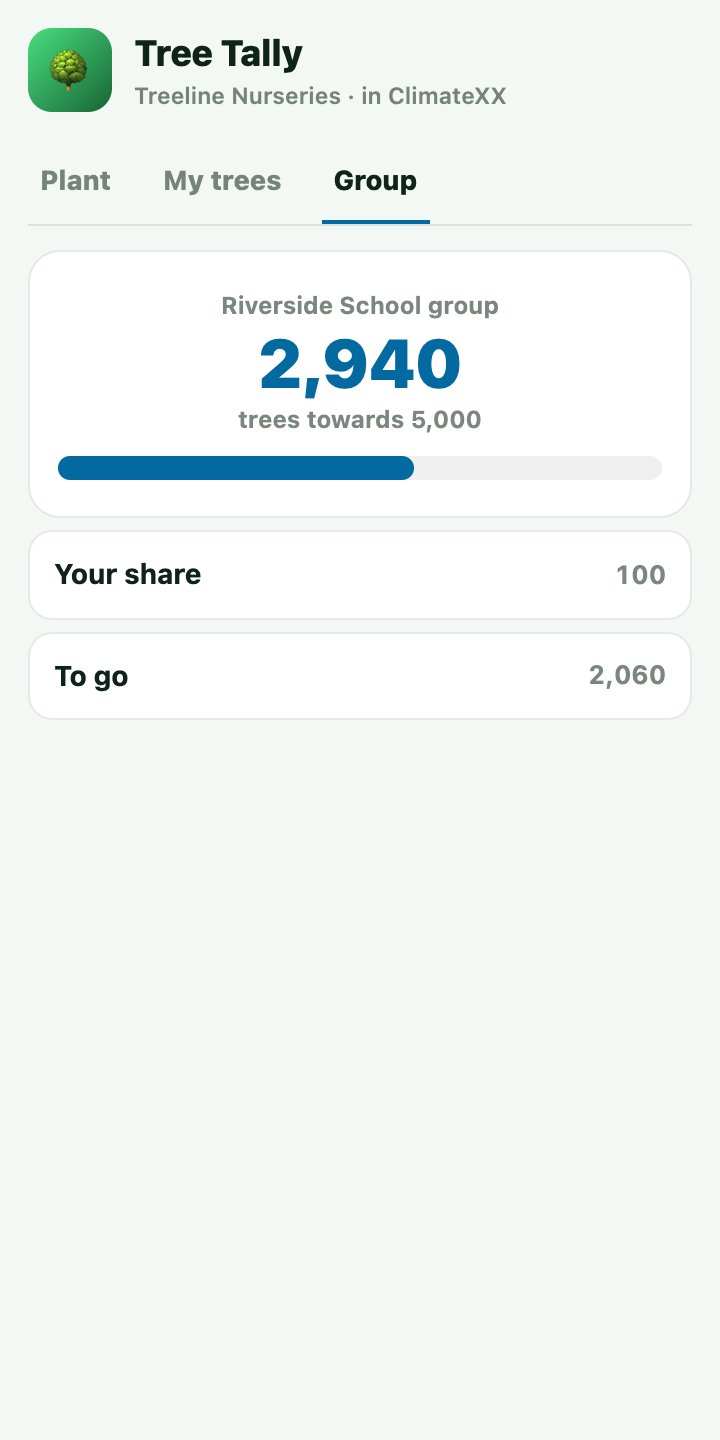 Tree Tally
Treeline Nurseries · in ClimateXX
Plant
My trees
Group
Riverside School group
2,940
trees towards 5,000
Your share
100
To go
2,060